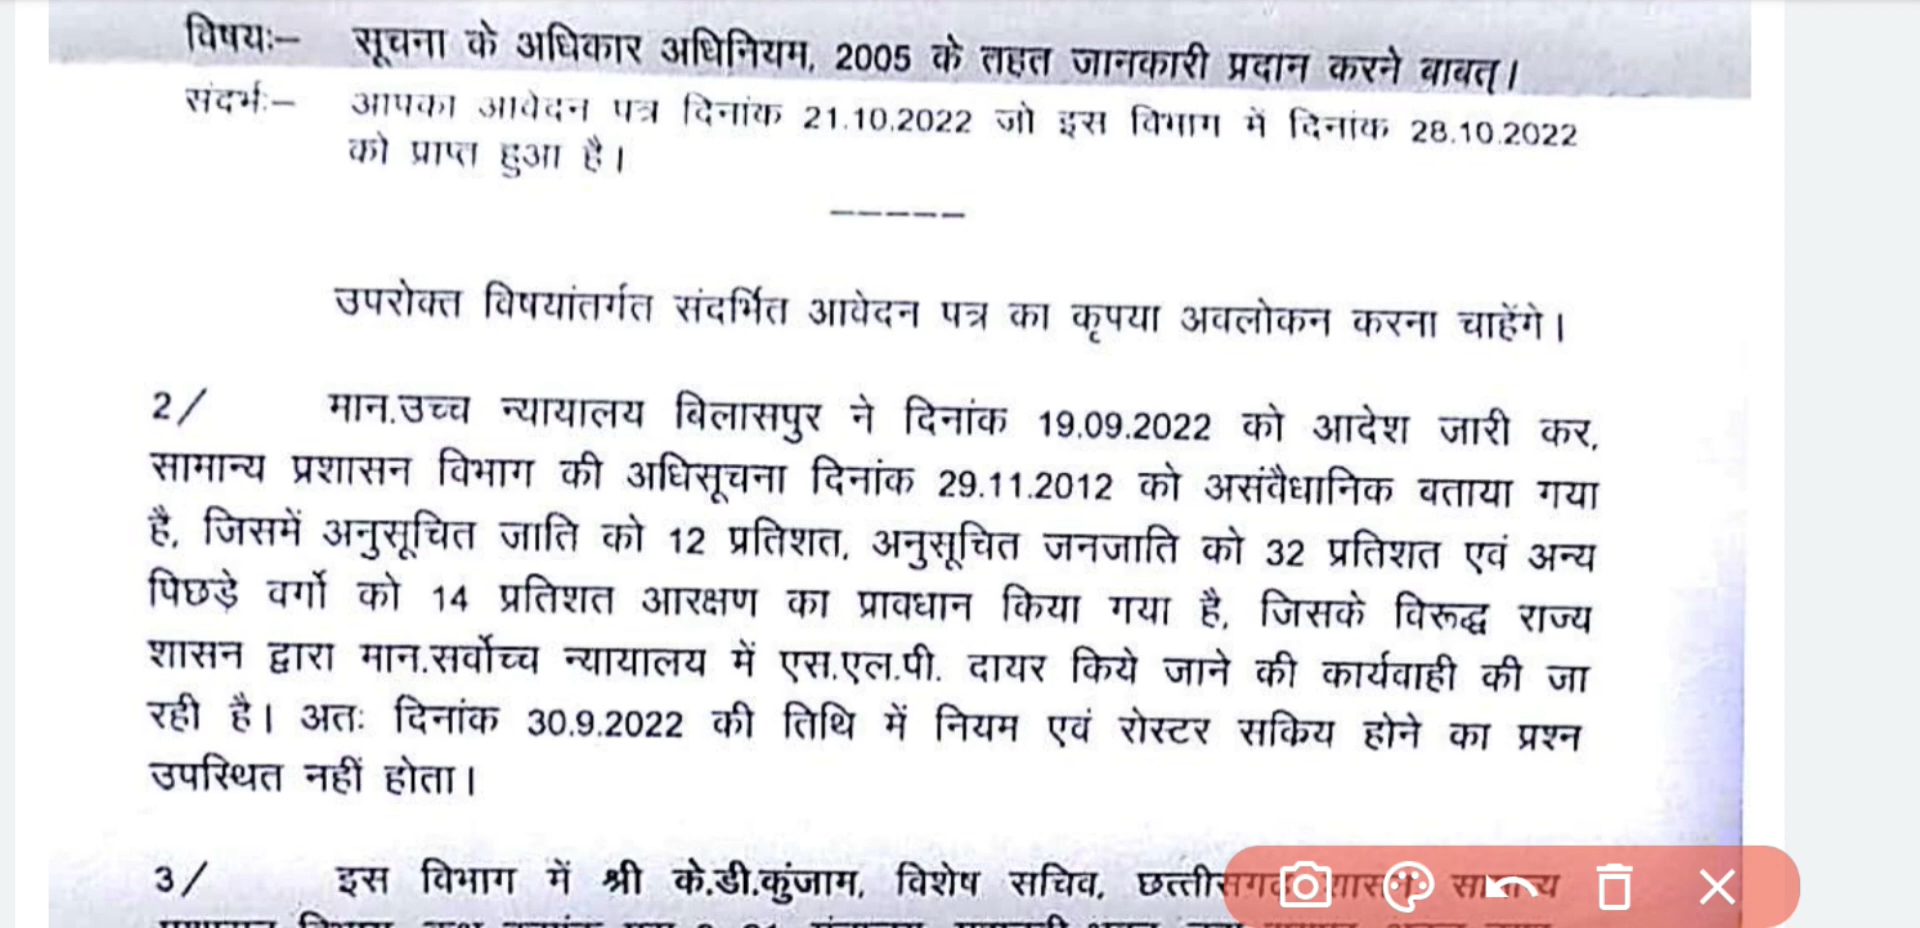 विषयः– सूचना के अधिकार अधिनियम, 2005 के तहत जानकारी प्रदान करने बाबत्।
संदर्भः– आपका आवेदन पत्र दिनांक 21.10.2022 जो इस विभाग में दिनांक 28.10.2022
को प्राप्त हुआ है।
-----
उपरोक्त विषयांतर्गत संदर्भित आवेदन पत्र का कृपया अवलोकन करना चाहेंगे।
2/ मान.उच्च न्यायालय बिलासपुर ने दिनांक 19.09.2022 को आदेश जारी कर,
सामान्य प्रशासन विभाग की अधिसूचना दिनांक 29.11.2012 को असंवैधानिक बताया गया
है, जिसमें अनुसूचित जाति को 12 प्रतिशत, अनुसूचित जनजाति को 32 प्रतिशत एवं अन्य
पिछड़े वर्गो को 14 प्रतिशत आरक्षण का प्रावधान किया गया है, जिसके विरूद्ध राज्य
शासन द्वारा मान.सर्वोच्च न्यायालय में एस.एल.पी. दायर किये जाने की कार्यवाही की जा
रही है। अतः दिनांक 30.9.2022 की तिथि में नियम एवं रोस्टर सकिय होने का प्रश्न
उपस्थित नहीं होता।
3/ इस विभाग में श्री के.डी.कुंजाम, विशेष सचिव, छत्तीसगढ़ शासन सामान्य